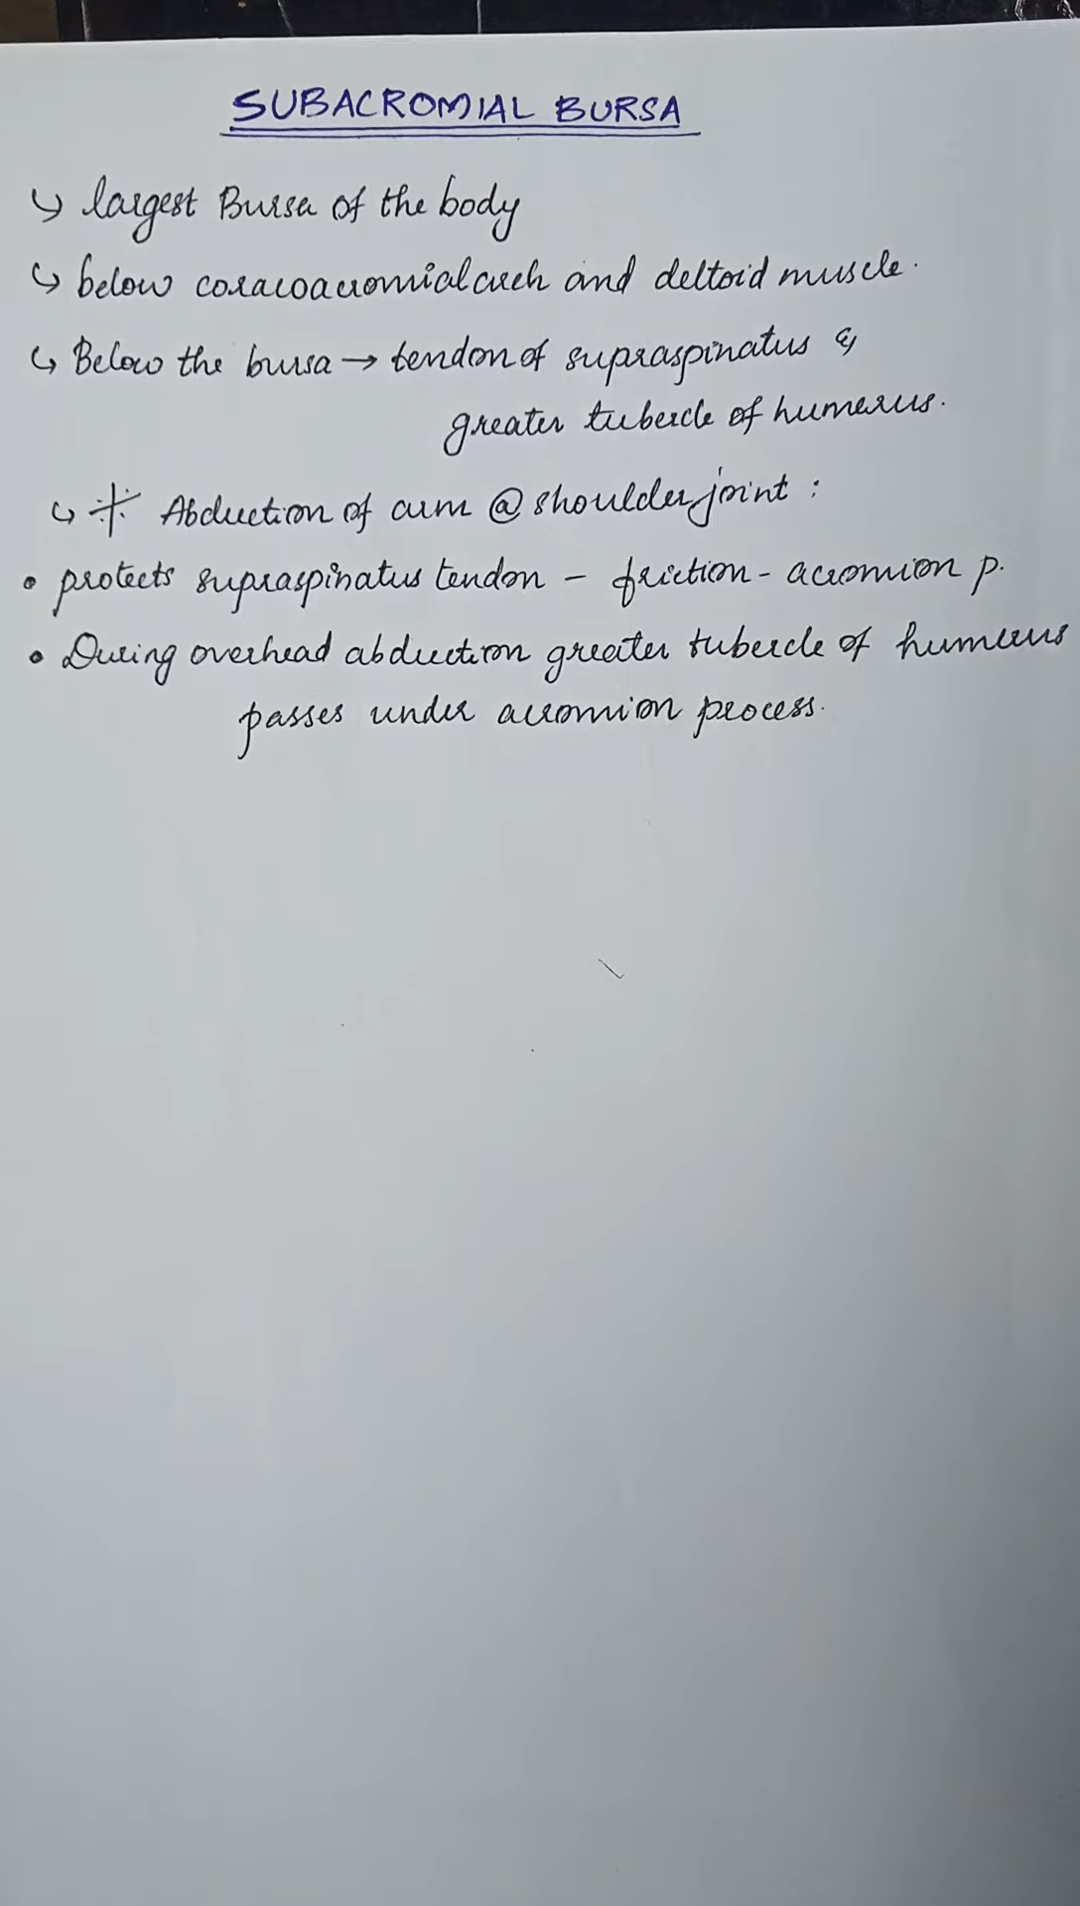 SUBACROMIAL BURSA
↳ largest Bursa of the body
↳ below coracoacromial arch and deltoid muscle.
↳ Below the bursa → tendon of supraspinatus &
greater tubercle of humerus.
↳ * Abduction of arm @ shoulder joint :
• protects supraspinatus tendon – friction - acromion p.
• During overhead abduction greater tubercle of humerus
passes under acromion process.